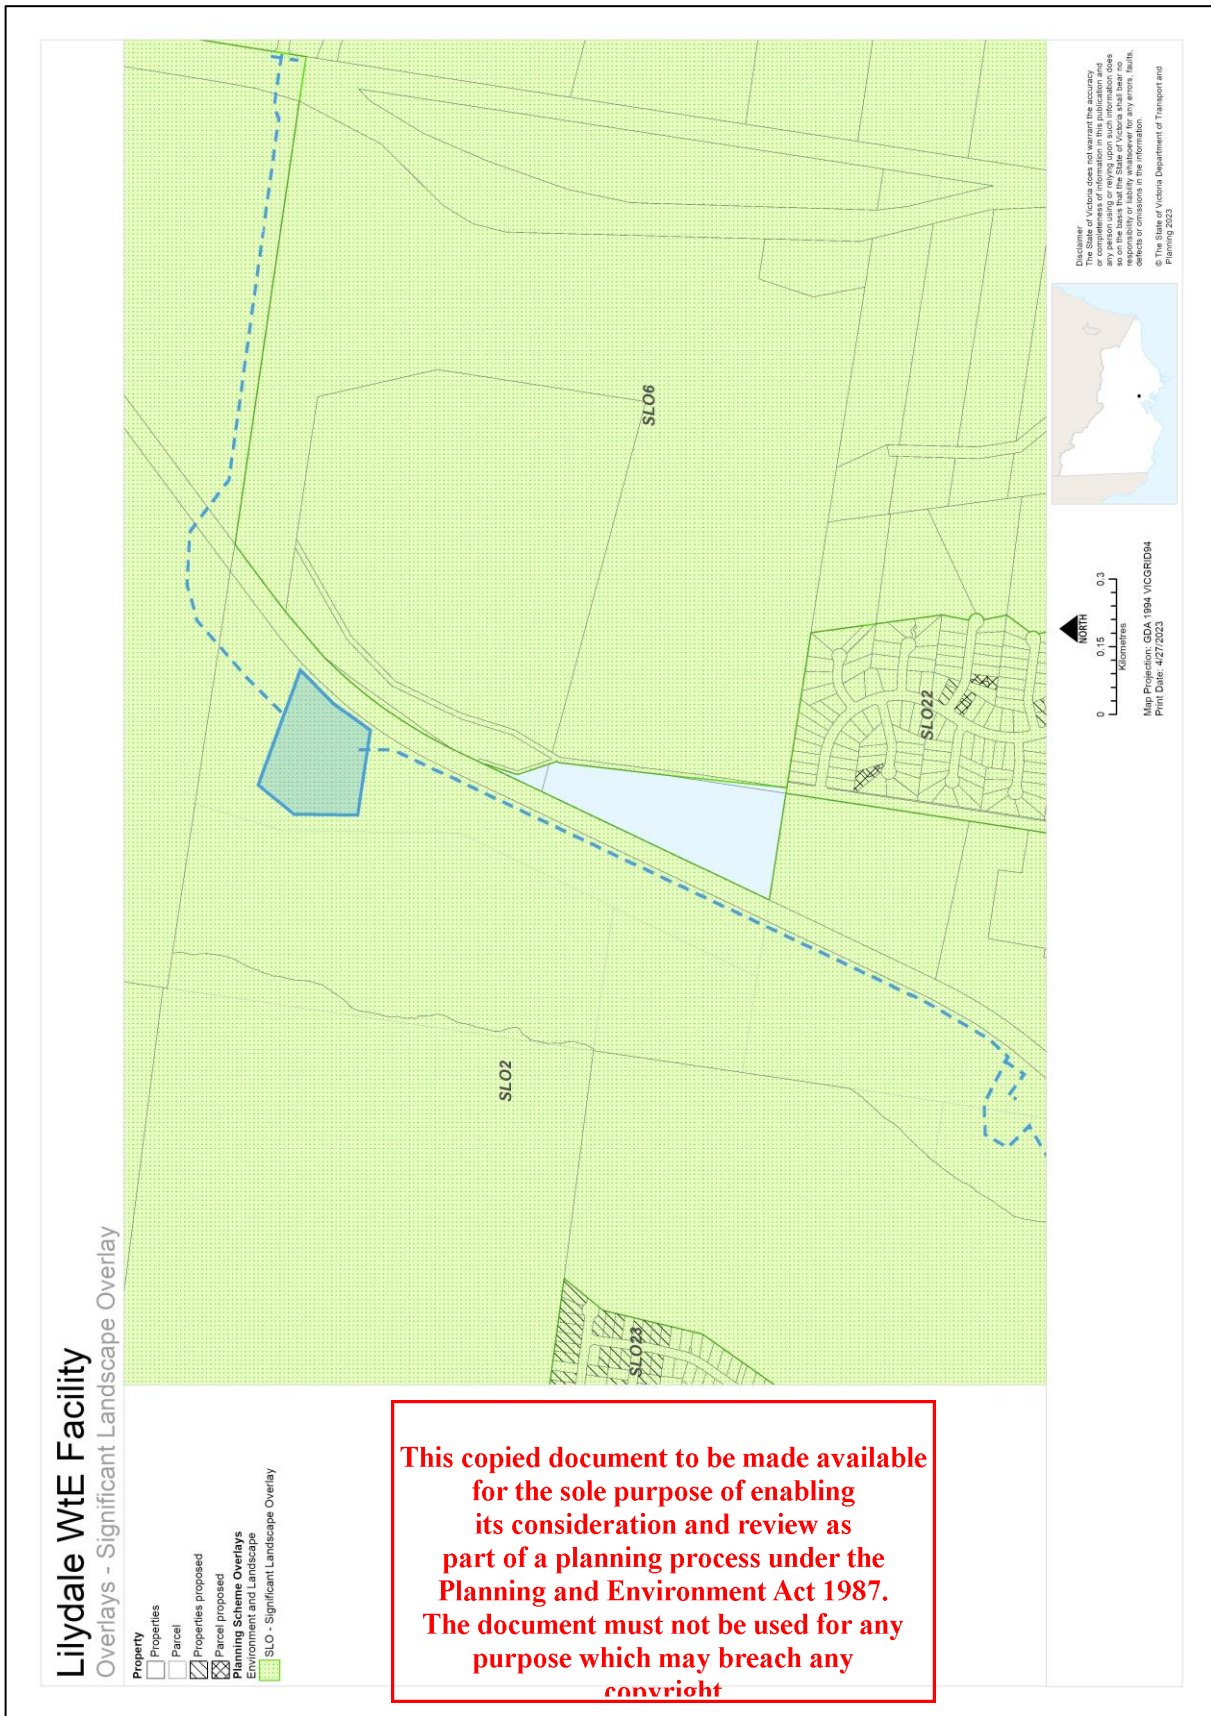 Lilydale WtE Facility
Overlays - Significant Landscape Overlay
Property
Properties
Parcel
Properties proposed
Parcel proposed
Planning Scheme Overlays
Environment and Landscape
SLO - Significant Landscape Overlay
SLO2
SLO6
SLO22
SLO23
NORTH
0 0.15 0.3
Kilometres
Map Projection: GDA 1994 VICGRID94
Print Date: 4/27/2023
Disclaimer
The State of Victoria does not warrant the accuracy
or completeness of information in this publication and
any person using or relying upon such information does
so on the basis that the State of Victoria shall bear no
responsibility or liability whatsoever for any errors, faults,
defects or omissions in the information.
© The State of Victoria Department of Transport and
Planning 2023
This copied document to be made available
for the sole purpose of enabling
its consideration and review as
part of a planning process under the
Planning and Environment Act 1987.
The document must not be used for any
purpose which may breach any
copyright